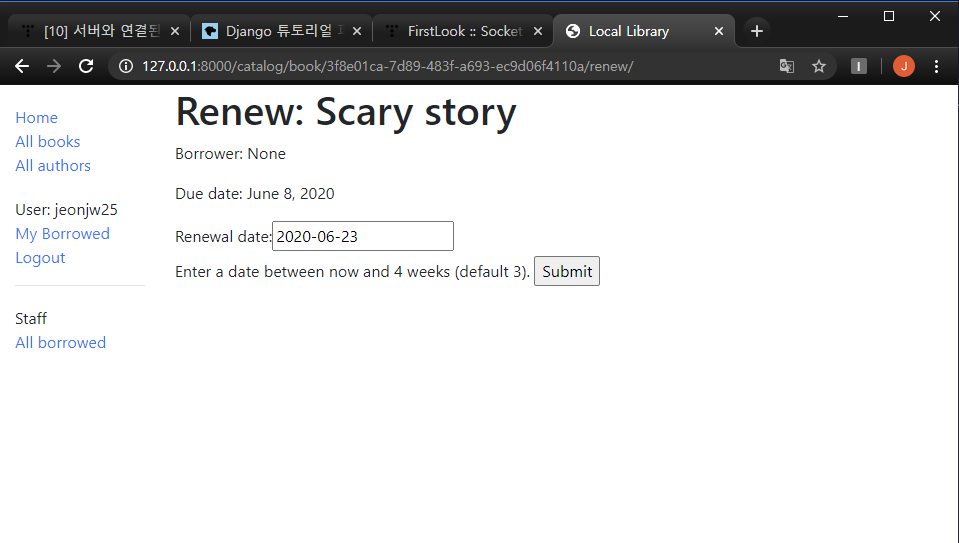 [10] 서버와 연결된
Django 튜토리얼 파
FirstLook :: Socket
Local Library
127.0.0.1:8000/catalog/book/3f8e01ca-7d89-483f-a693-ec9d06f4110a/renew/
I
J
Home
All books
All authors
User: jeonjw25
My Borrowed
Logout
Staff
All borrowed
Renew: Scary story
Borrower: None
Due date: June 8, 2020
Renewal date: 2020-06-23
Enter a date between now and 4 weeks (default 3). Submit